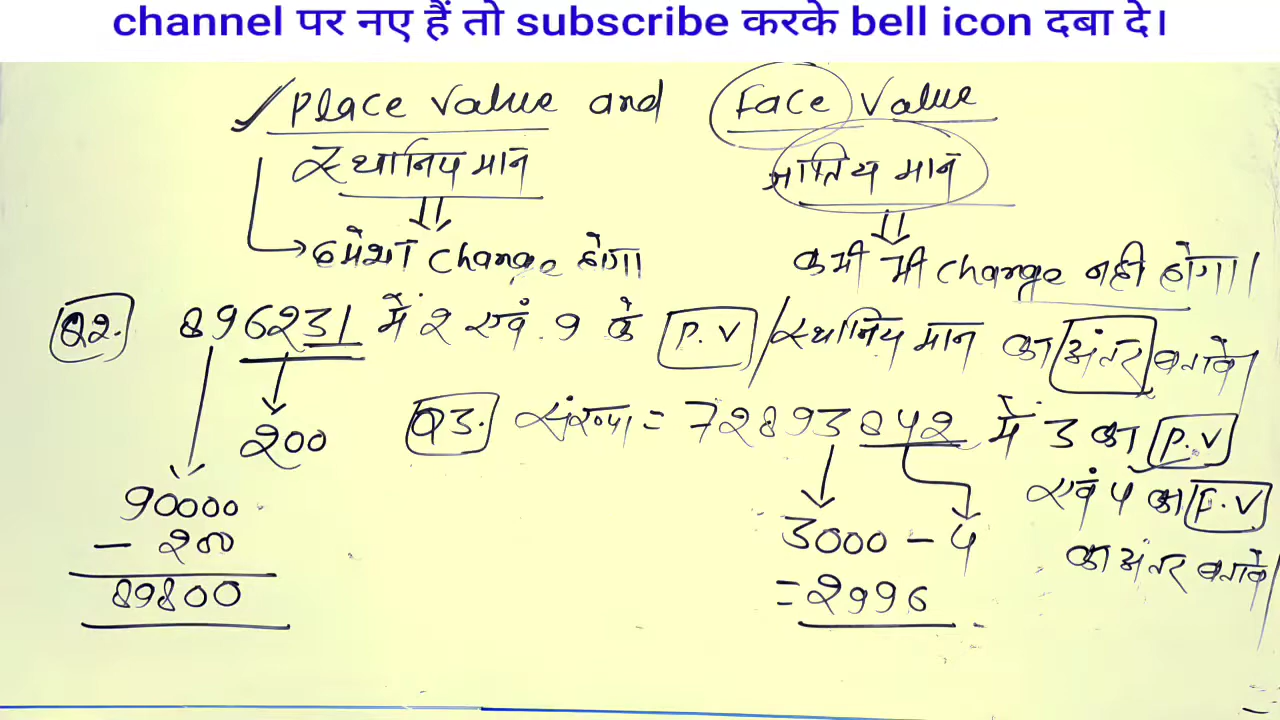 channel पर नए हैं तो subscribe करके bell icon दबा दे।
Place Value and Face Value
स्थानिय मान जातिय मान
हमेशा change होगा कभी भी change नही होगा।
Q2. 896231 में 2 एवं 9 के P.V/स्थानिय मान का अंतर बतावें
200
Q3. संख्या = 72893842 में 3 का P.V
एवं 4 का F.V
का अंतर बतावें
90000
- 200
89800
3000 - 4
= 2996